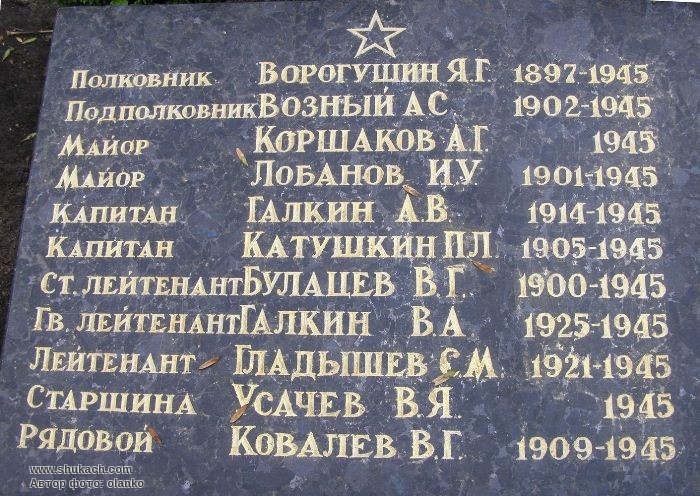 Полковник Ворогушин Я.Г. 1897-1945
Подполковник Возный А С 1902-1945
Майор Коршаков А.Г. 1945
Майор Лобанов И.У. 1901-1945
Капитан Галкин А.В. 1914-1945
Капитан Катушкин П.Л. 1905-1945
Ст. лейтенант Булацев В.Г. 1900-1945
Гв. лейтенант Галкин В.А 1925-1945
Лейтенант Гладышев С.М. 1921-1945
Старшина Усачев В.Я. 1945
Рядовой Ковалев В.Г. 1909-1945
www.shukach.com
Автор фото: olanko